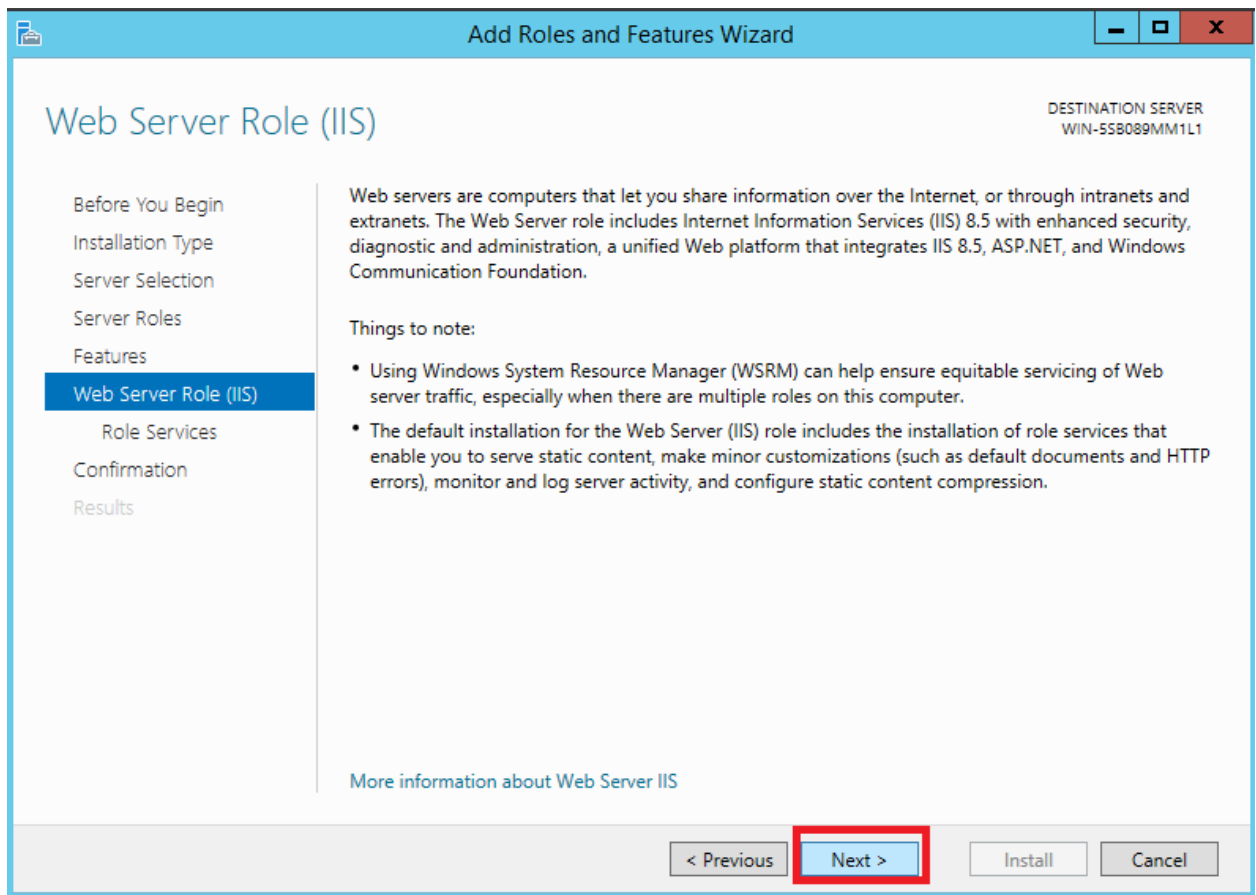 Add Roles and Features Wizard
Web Server Role (IIS)
DESTINATION SERVER
WIN-5SB089MM1L1
Before You Begin
Installation Type
Server Selection
Server Roles
Features
Web Server Role (IIS)
Role Services
Confirmation
Results
Web servers are computers that let you share information over the Internet, or through intranets and
extranets. The Web Server role includes Internet Information Services (IIS) 8.5 with enhanced security,
diagnostic and administration, a unified Web platform that integrates IIS 8.5, ASP.NET, and Windows
Communication Foundation.
Things to note:
• Using Windows System Resource Manager (WSRM) can help ensure equitable servicing of Web
server traffic, especially when there are multiple roles on this computer.
• The default installation for the Web Server (IIS) role includes the installation of role services that
enable you to serve static content, make minor customizations (such as default documents and HTTP
errors), monitor and log server activity, and configure static content compression.
More information about Web Server IIS
< Previous
Next >
Install
Cancel